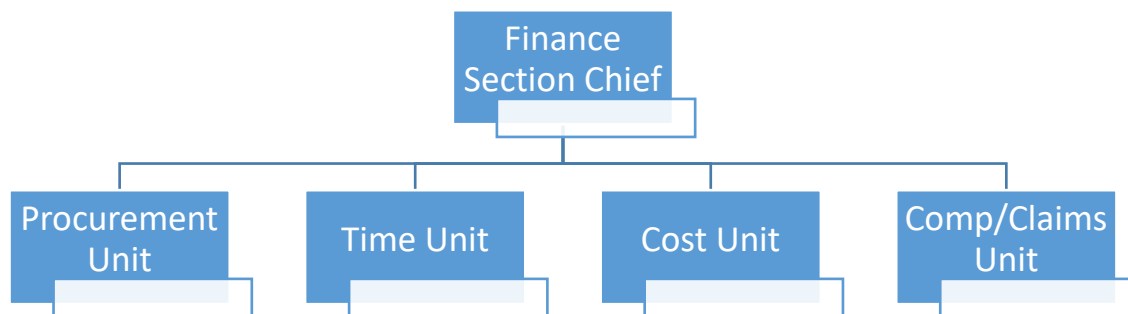 Finance
Section Chief
Procurement
Unit
Time Unit
Cost Unit
Comp/Claims
Unit